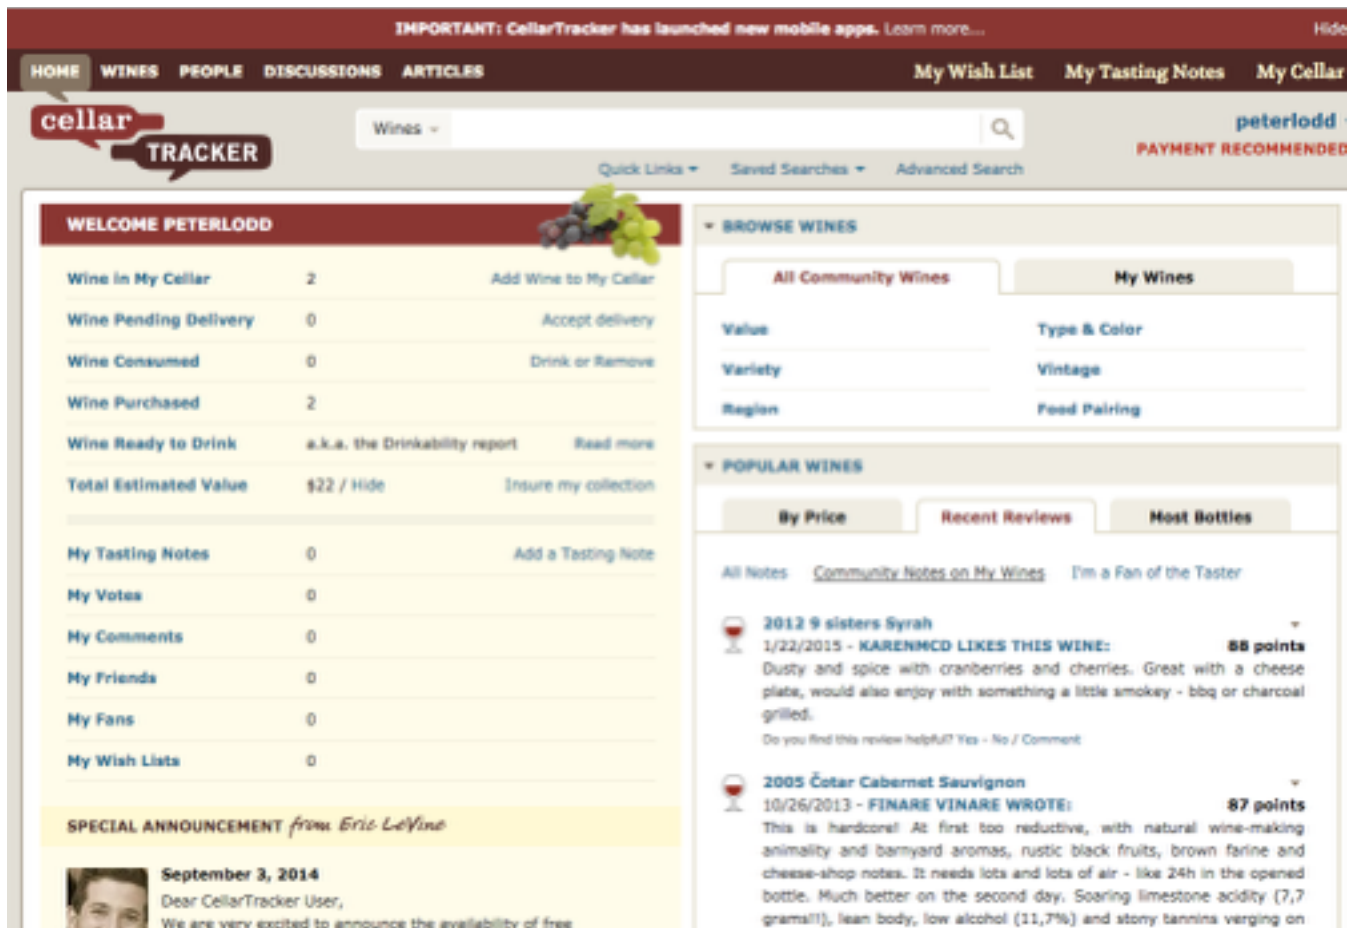 IMPORTANT: CellarTracker has launched new mobile apps. Learn more... Hide
HOME WINES PEOPLE DISCUSSIONS ARTICLES My Wish List My Tasting Notes My Cellar
cellar TRACKER
Wines
peterlodd
PAYMENT RECOMMENDED
Quick Links Saved Searches Advanced Search
WELCOME PETERLODD
Wine in My Cellar 2 Add Wine to My Cellar
Wine Pending Delivery 0 Accept delivery
Wine Consumed 0 Drink or Remove
Wine Purchased 2
Wine Ready to Drink a.k.a. the Drinkability report Read more
Total Estimated Value $22 / Hide Insure my collection
My Tasting Notes 0 Add a Tasting Note
My Votes 0
My Comments 0
My Friends 0
My Fans 0
My Wish Lists 0
SPECIAL ANNOUNCEMENT from Eric LeVine
September 3, 2014
Dear CellarTracker User,
We are very excited to announce the availability of free
BROWSE WINES
All Community Wines My Wines
Value Type & Color
Variety Vintage
Region Food Pairing
POPULAR WINES
By Price Recent Reviews Most Bottles
All Notes Community Notes on My Wines I'm a Fan of the Taster
2012 9 sisters Syrah
1/22/2015 - KARENMCD LIKES THIS WINE: 88 points
Dusty and spice with cranberries and cherries. Great with a cheese
plate, would also enjoy with something a little smokey - bbq or charcoal
grilled.
Do you find this review helpful? Yes - No / Comment
2005 Čotar Cabernet Sauvignon
10/26/2013 - FINARE VINARE WROTE: 87 points
This is hardcore! At first too reductive, with natural wine-making
animality and barnyard aromas, rustic black fruits, brown farine and
cheese-shop notes. It needs lots and lots of air - like 24h in the opened
bottle. Much better on the second day. Soaring limestone acidity (7,7
grams!!), lean body, low alcohol (11,7%) and stony tannins verging on